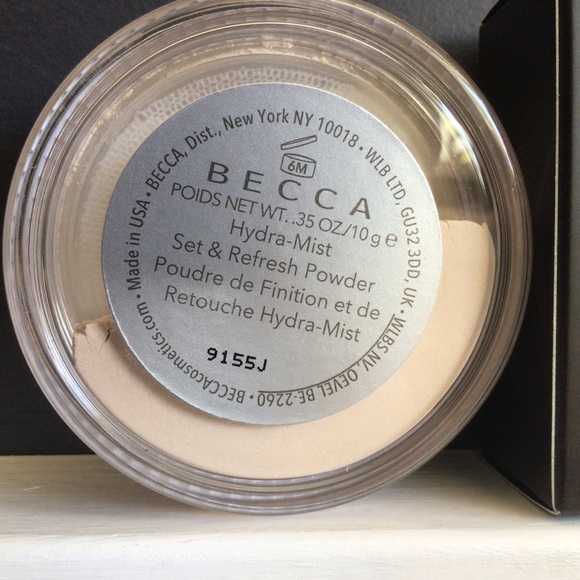 BECCA, Dist., New York NY 10018 • WLB LTD, GU32 3DD, UK • WLBS NV, OEVEL BE-2260 • BECCAcosmetics.com • Made in USA •
6M
BECCA
POIDS NET WT. .35 OZ/10 g e
Hydra-Mist
Set & Refresh Powder
Poudre de Finition et de
Retouche Hydra-Mist
9155J